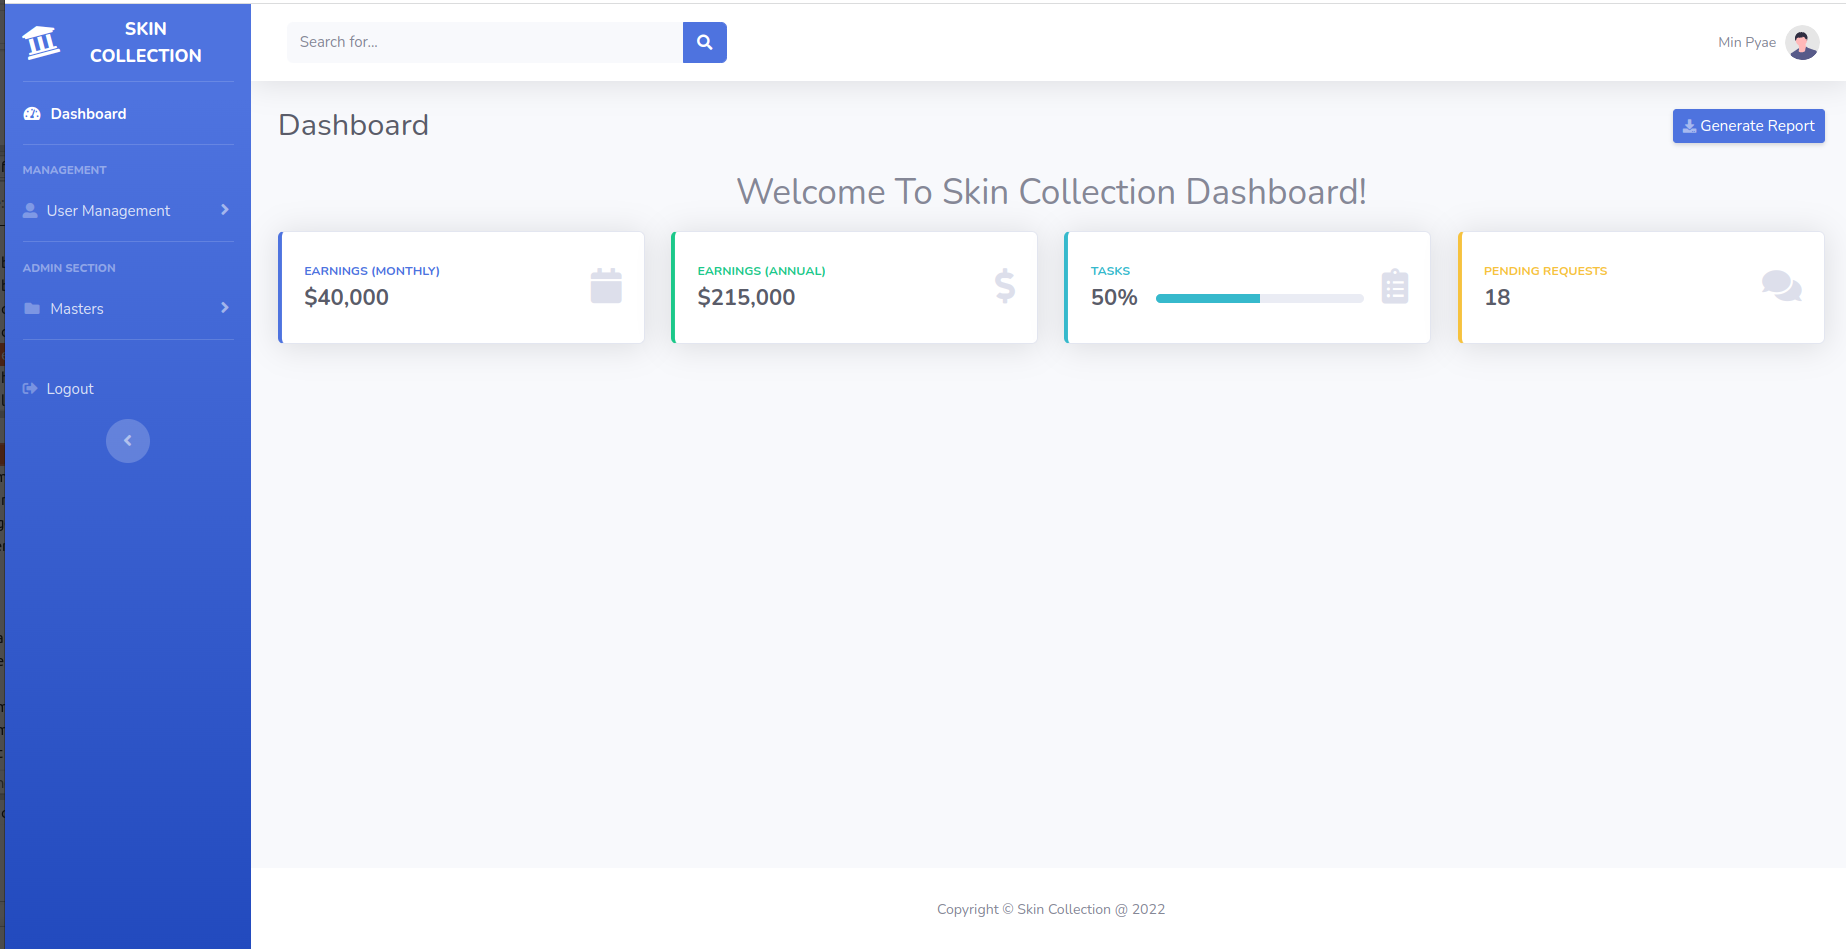 SKIN
COLLECTION
Dashboard
MANAGEMENT
User Management
ADMIN SECTION
Masters
Logout
Search for...
Min Pyae
Dashboard
Generate Report
Welcome To Skin Collection Dashboard!
EARNINGS (MONTHLY)
$40,000
EARNINGS (ANNUAL)
$215,000
TASKS
50%
PENDING REQUESTS
18
Copyright © Skin Collection @ 2022